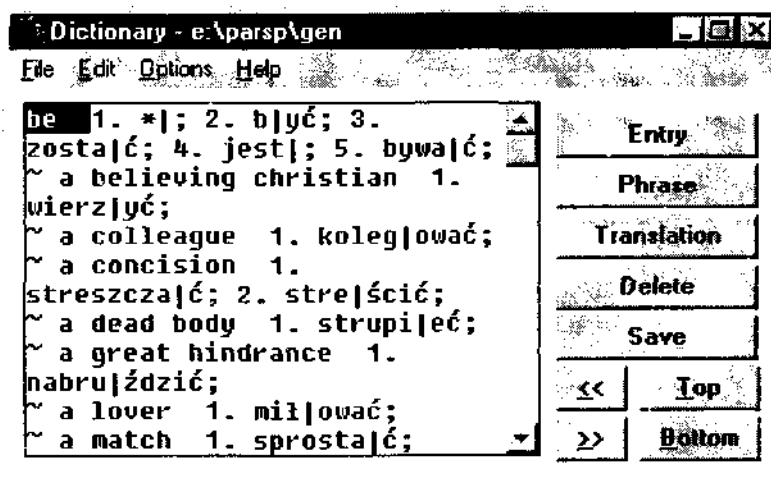 Dictionary - e:\parsp\gen
File Edit Options Help
be 1. *|; 2. b|yć; 3.
zosta|ć; 4. jest|; 5. bywa|ć;
~ a believing christian 1.
wierz|yć;
~ a colleague 1. koleg|ować;
~ a concision 1.
streszcza|ć; 2. stre|ścić;
~ a dead body 1. strupi|eć;
~ a great hindrance 1.
nabru|ździć;
~ a lover 1. mił|ować;
~ a match 1. sprosta|ć;
Entry
Phrase
Translation
Delete
Save
<< Top
>> Bottom